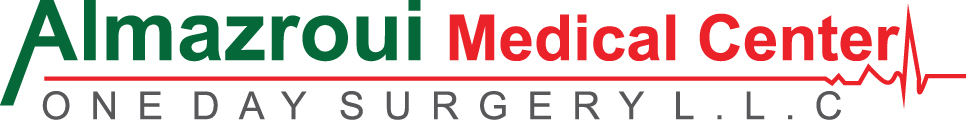 Almazroui Medical Center
ONE DAY SURGERY L.L.C